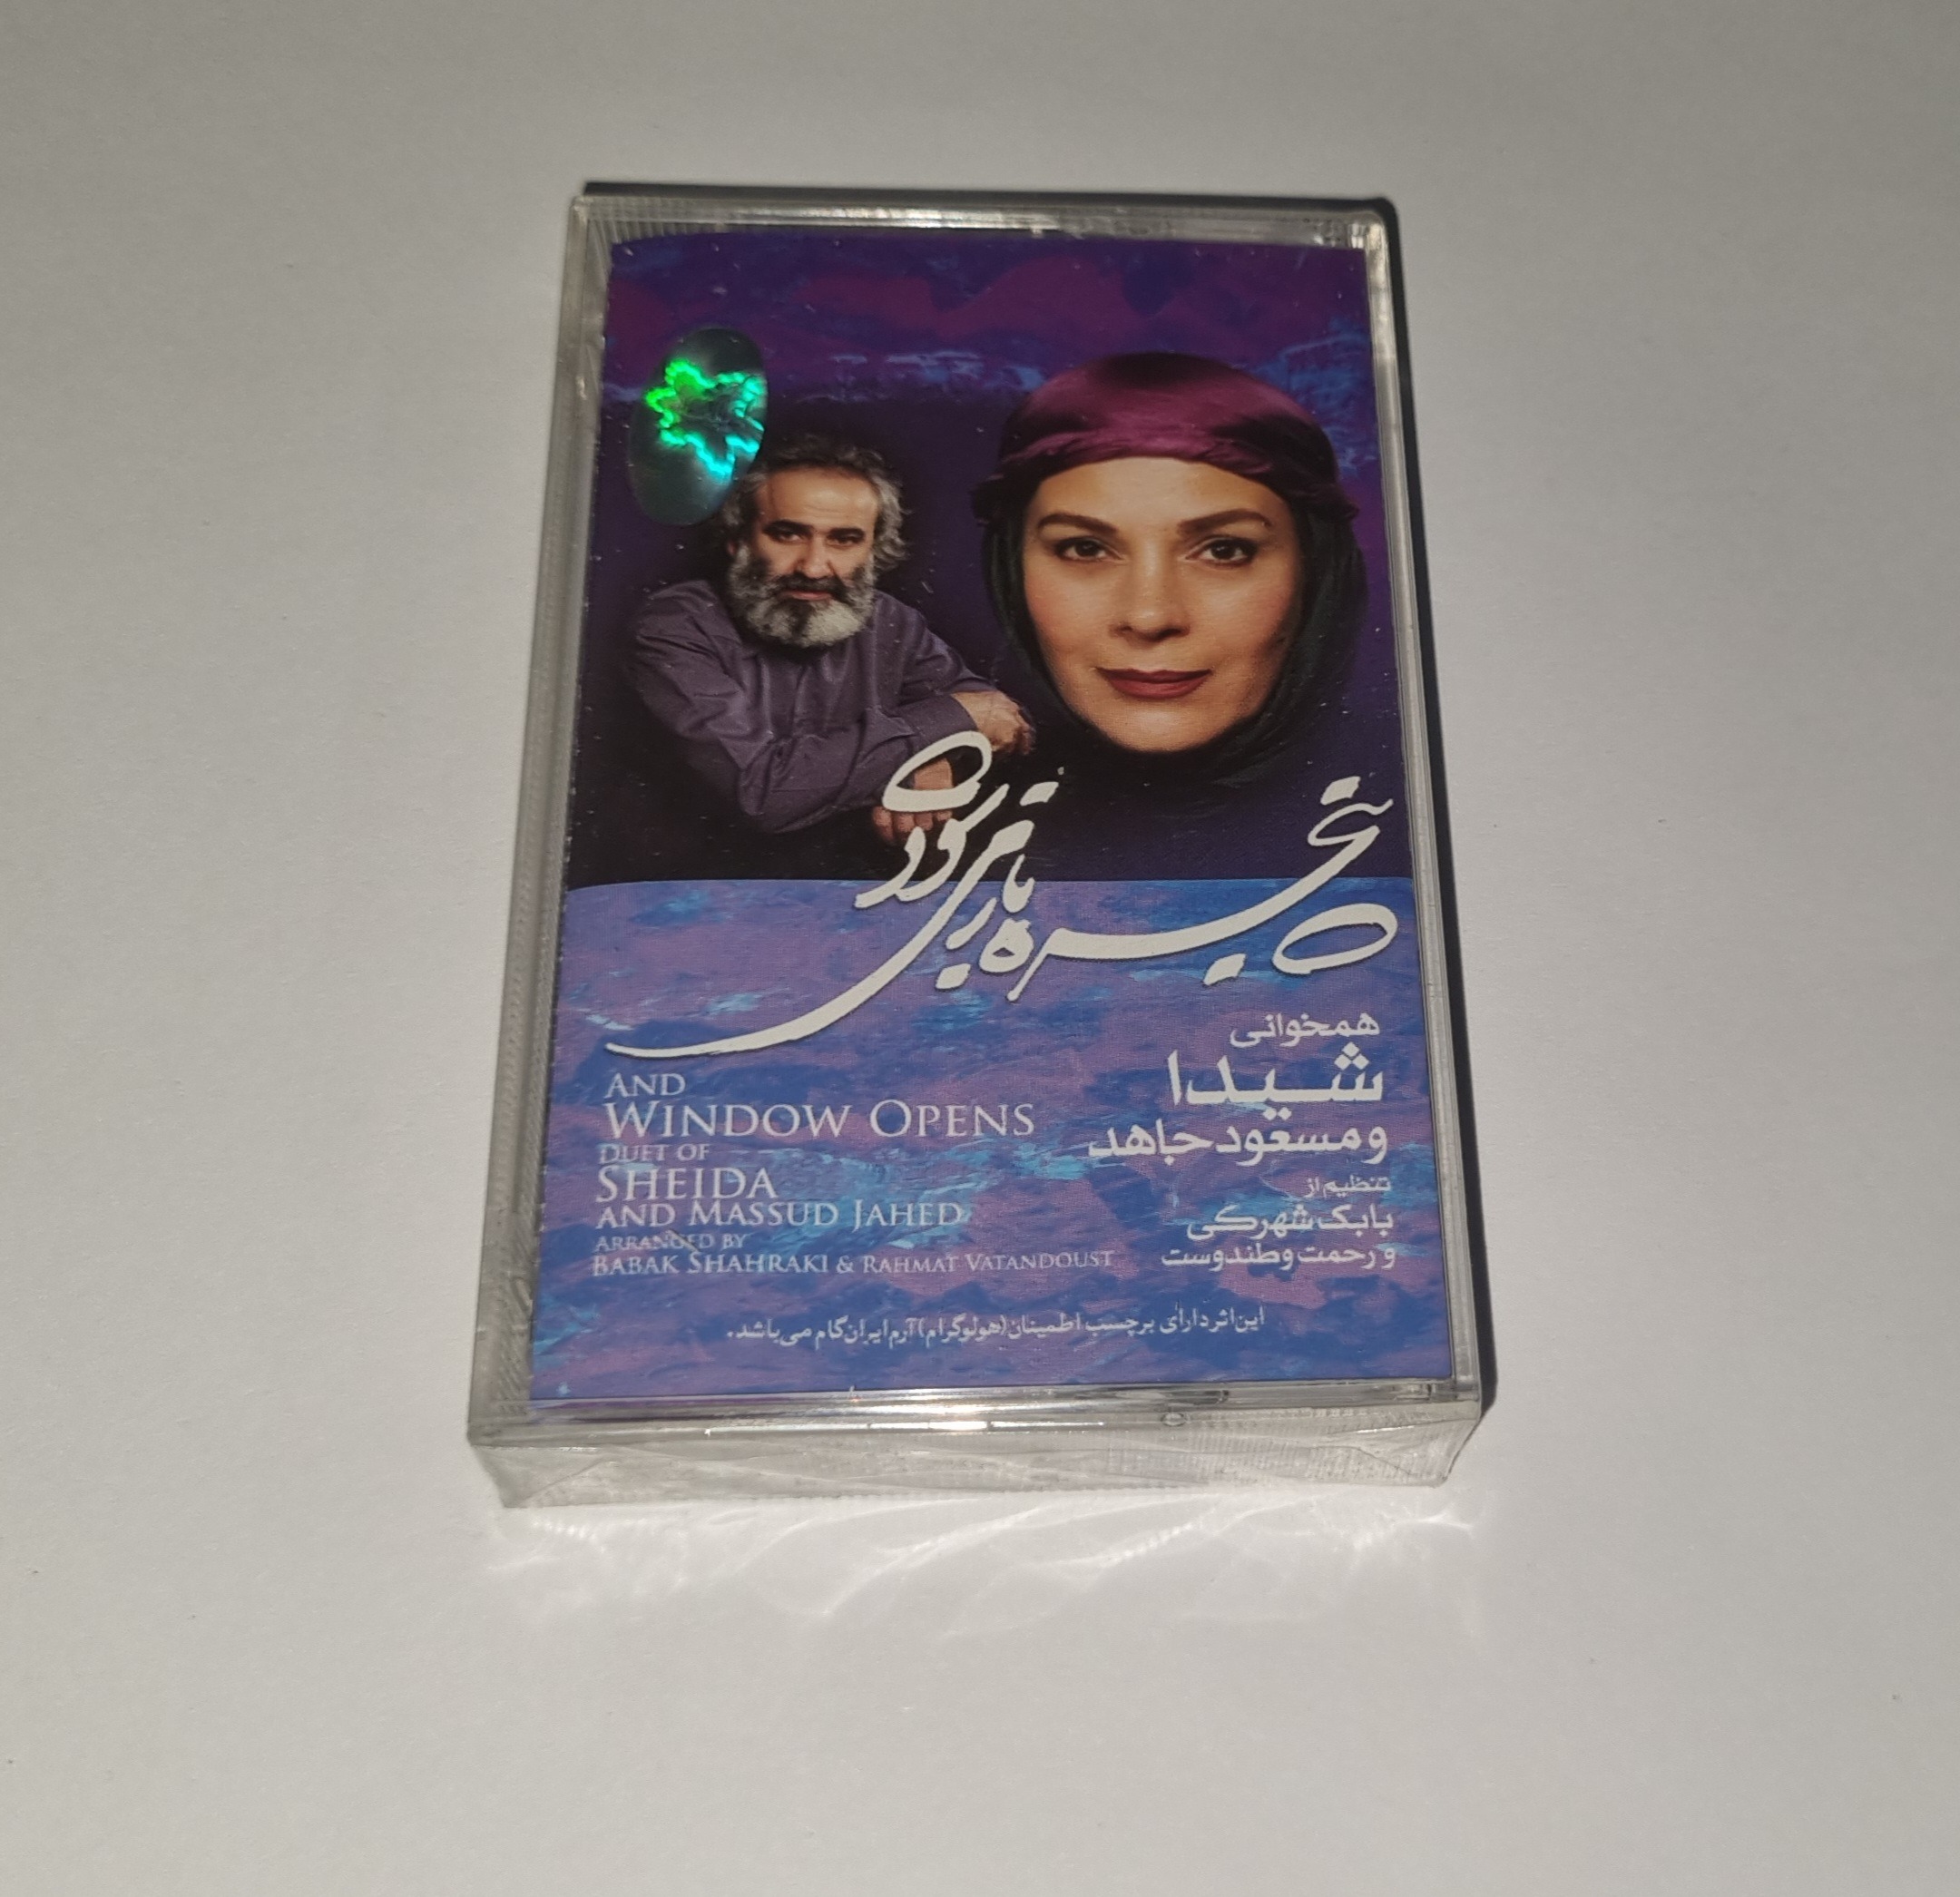 پنجره باز می شود
همخوانی
شیدا
و مسعود جاهد
تنظیم از
بابک شهرکی
و رحمت وطندوست
AND
WINDOW OPENS
DUET OF
SHEIDA
AND MASSUD JAHED
ARRANGED BY
BABAK SHAHRAKI & RAHMAT VATANDOUST
این اثر دارای برچسب اطمینان (هولوگرام) آرم ایران گام می باشد.